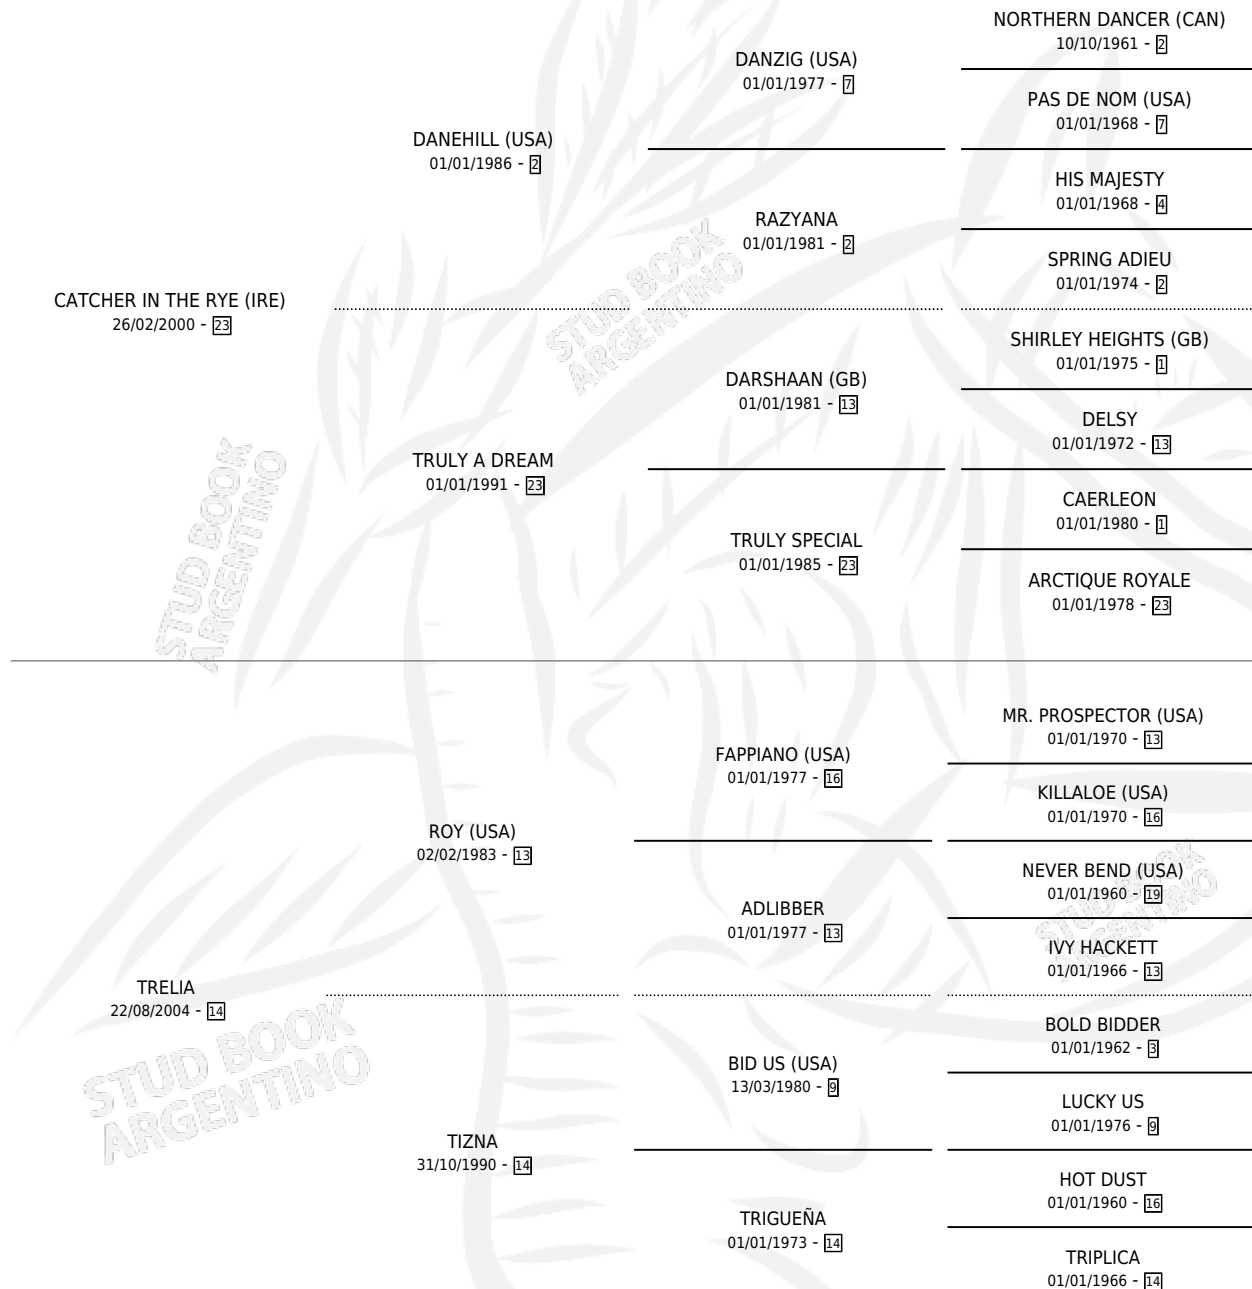 NORTHERN DANCER (CAN)
10/10/1961 - 2
DANZIG (USA)
01/01/1977 - 7
PAS DE NOM (USA)
01/01/1968 - 7
DANEHILL (USA)
01/01/1986 - 2
HIS MAJESTY
01/01/1968 - 4
RAZYANA
01/01/1981 - 2
SPRING ADIEU
01/01/1974 - 2
CATCHER IN THE RYE (IRE)
26/02/2000 - 23
SHIRLEY HEIGHTS (GB)
01/01/1975 - 1
DARSHAAN (GB)
01/01/1981 - 13
DELSY
01/01/1972 - 13
TRULY A DREAM
01/01/1991 - 23
CAERLEON
01/01/1980 - 1
TRULY SPECIAL
01/01/1985 - 23
ARCTIQUE ROYALE
01/01/1978 - 23
MR. PROSPECTOR (USA)
01/01/1970 - 13
FAPPIANO (USA)
01/01/1977 - 16
KILLALOE (USA)
01/01/1970 - 16
ROY (USA)
02/02/1983 - 13
NEVER BEND (USA)
01/01/1960 - 19
ADLIBBER
01/01/1977 - 13
IVY HACKETT
01/01/1966 - 13
TRELIA
22/08/2004 - 14
BOLD BIDDER
01/01/1962 - 3
BID US (USA)
13/03/1980 - 9
LUCKY US
01/01/1976 - 9
TIZNA
31/10/1990 - 14
HOT DUST
01/01/1960 - 16
TRIGUEÑA
01/01/1973 - 14
TRIPLICA
01/01/1966 - 14
STUD BOOK
ARGENTINO
STUD BOOK
ARGENTINO
STUD BOOK
ARGENTINO
STUD BOOK
ARGENTINO